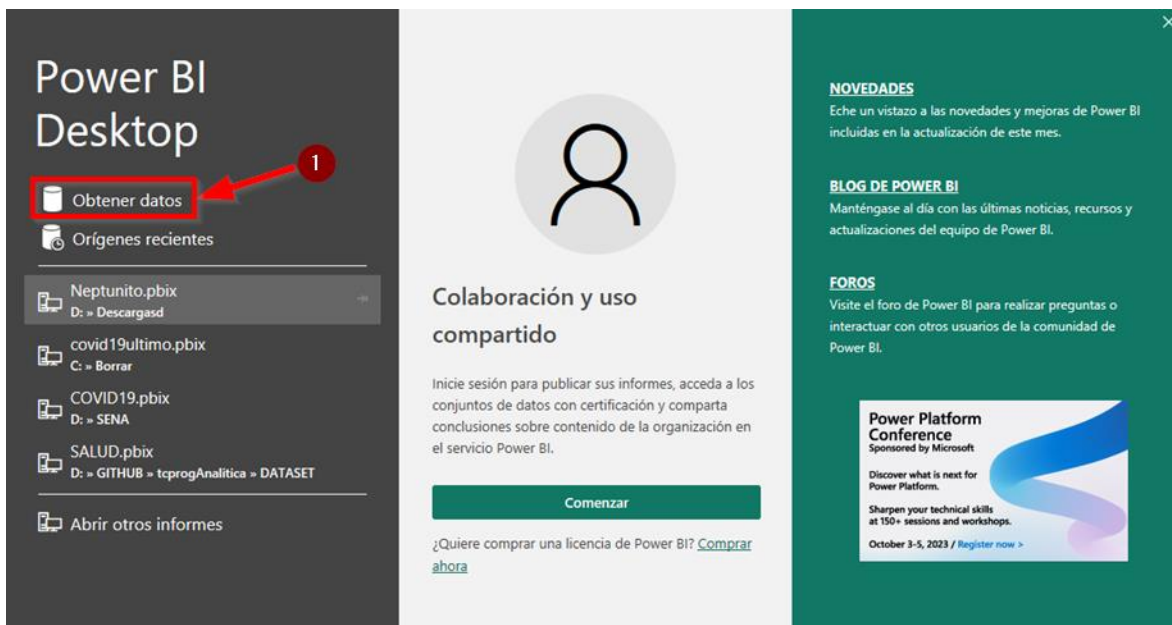 Power BI
Desktop
1
Obtener datos
Orígenes recientes
Neptunito.pbix
D: » Descargasd
covid19ultimo.pbix
C: » Borrar
COVID19.pbix
D: » SENA
SALUD.pbix
D: » GITHUB » tcprogAnalitica » DATASET
Abrir otros informes
Colaboración y uso
compartido
Inicie sesión para publicar sus informes, acceda a los
conjuntos de datos con certificación y comparta
conclusiones sobre contenido de la organización en
el servicio Power BI.
Comenzar
¿Quiere comprar una licencia de Power BI? Comprar
ahora
NOVEDADES
Eche un vistazo a las novedades y mejoras de Power BI
incluidas en la actualización de este mes.
BLOG DE POWER BI
Manténgase al día con las últimas noticias, recursos y
actualizaciones del equipo de Power BI.
FOROS
Visite el foro de Power BI para realizar preguntas o
interactuar con otros usuarios de la comunidad de
Power BI.
Power Platform
Conference
Sponsored by Microsoft
Discover what is next for
Power Platform.
Sharpen your technical skills
at 150+ sessions and workshops.
October 3-5, 2023 / Register now >